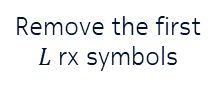 Remove the first
L rx symbols